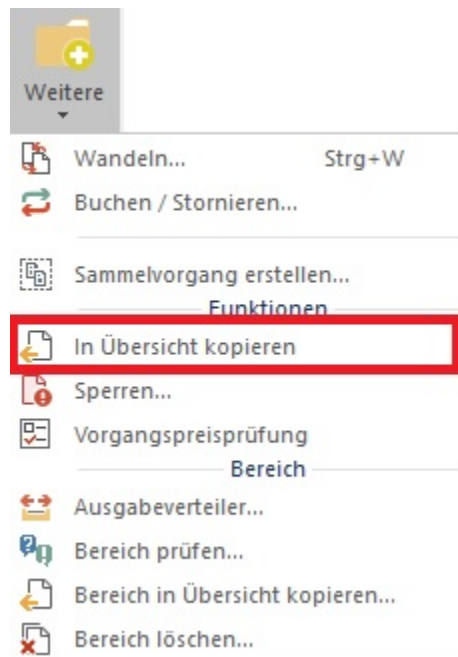 Weitere
Wandeln... Strg+W
Buchen / Stornieren...
Sammelvorgang erstellen...
Funktionen
In Übersicht kopieren
Sperren...
Vorgangspreisprüfung
Bereich
Ausgabeverteiler...
Bereich prüfen...
Bereich in Übersicht kopieren...
Bereich löschen...